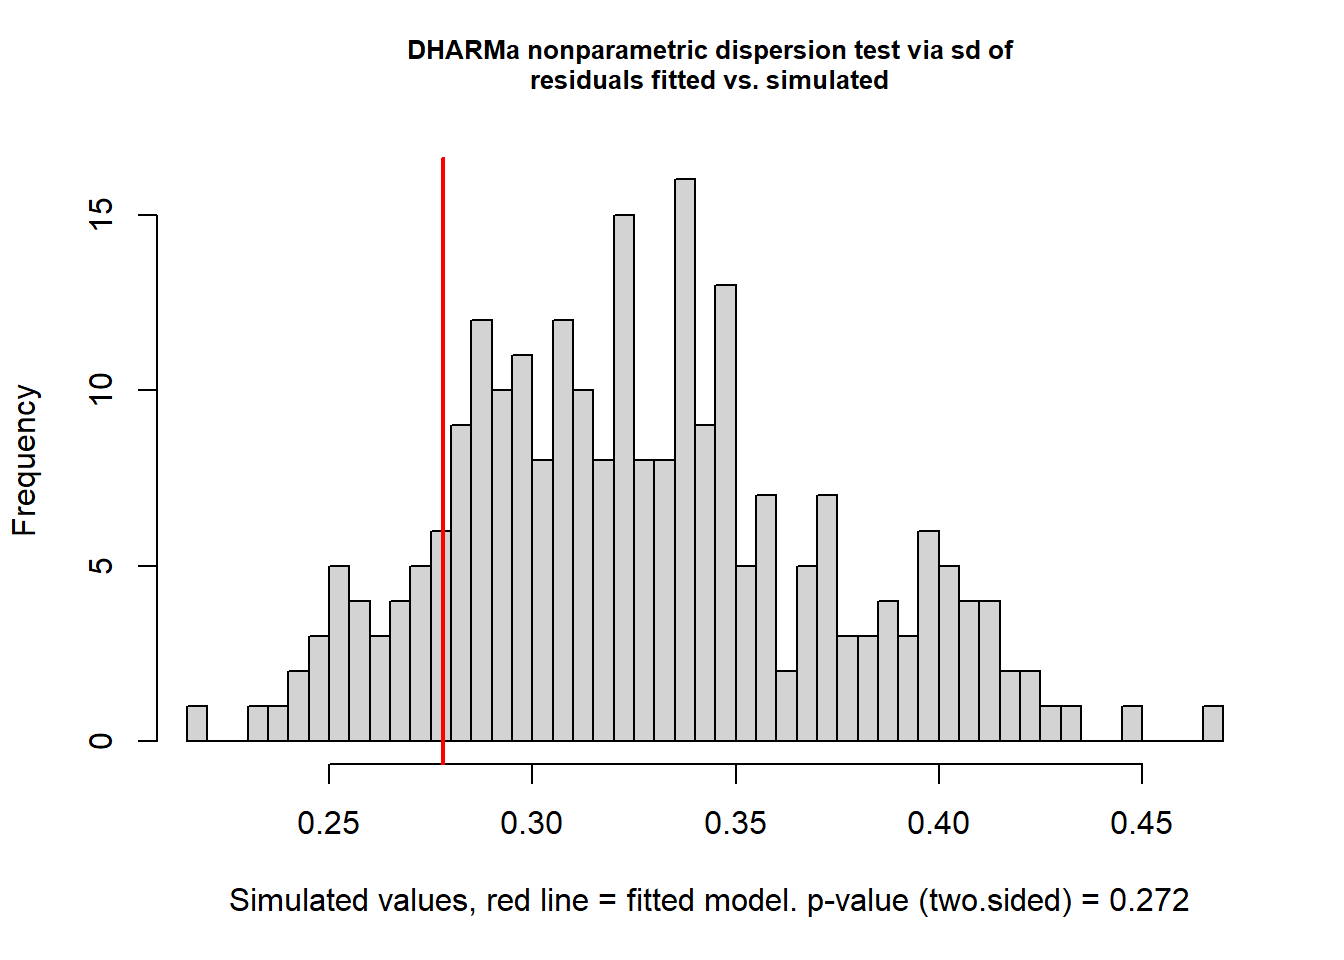 DHARMa nonparametric dispersion test via sd of
residuals fitted vs. simulated
Frequency
15
10
5
0
0.25 0.30 0.35 0.40 0.45
Simulated values, red line = fitted model. p-value (two.sided) = 0.272